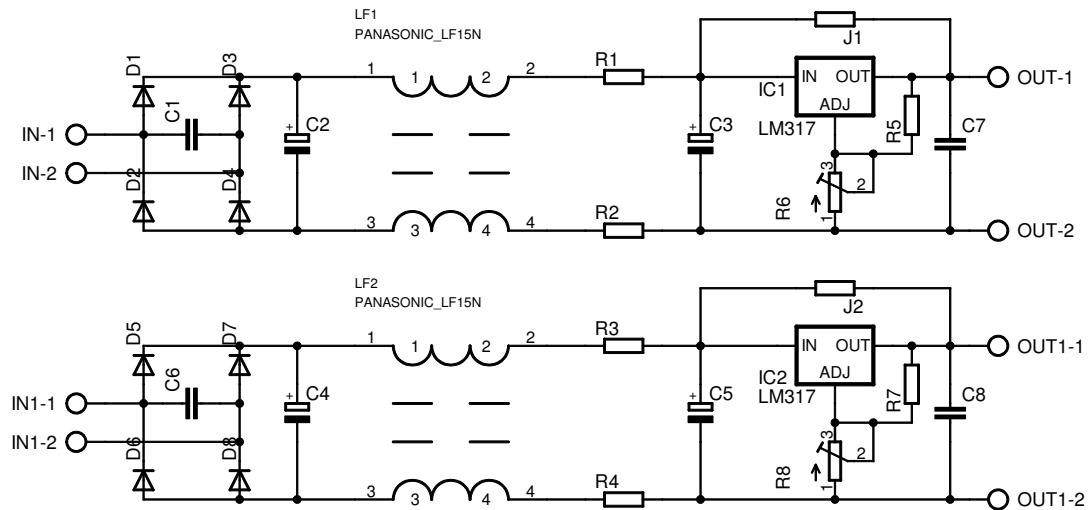 LF1
PANASONIC_LF15N
J1
D1
D3
1
1
2
2
R1
IN
OUT
OUT-1
IC1
ADJ
LM317
C1
IN-1
+
C2
+
C3
R5
C7
IN-2
D2
D4
3
2
R6
1
3
3
4
4
R2
OUT-2
LF2
PANASONIC_LF15N
J2
D5
D7
1
1
2
2
R3
IN
OUT
OUT1-1
IC2
ADJ
LM317
C6
IN1-1
+
C4
+
C5
R7
C8
IN1-2
D6
D8
3
2
R8
1
3
3
4
4
R4
OUT1-2